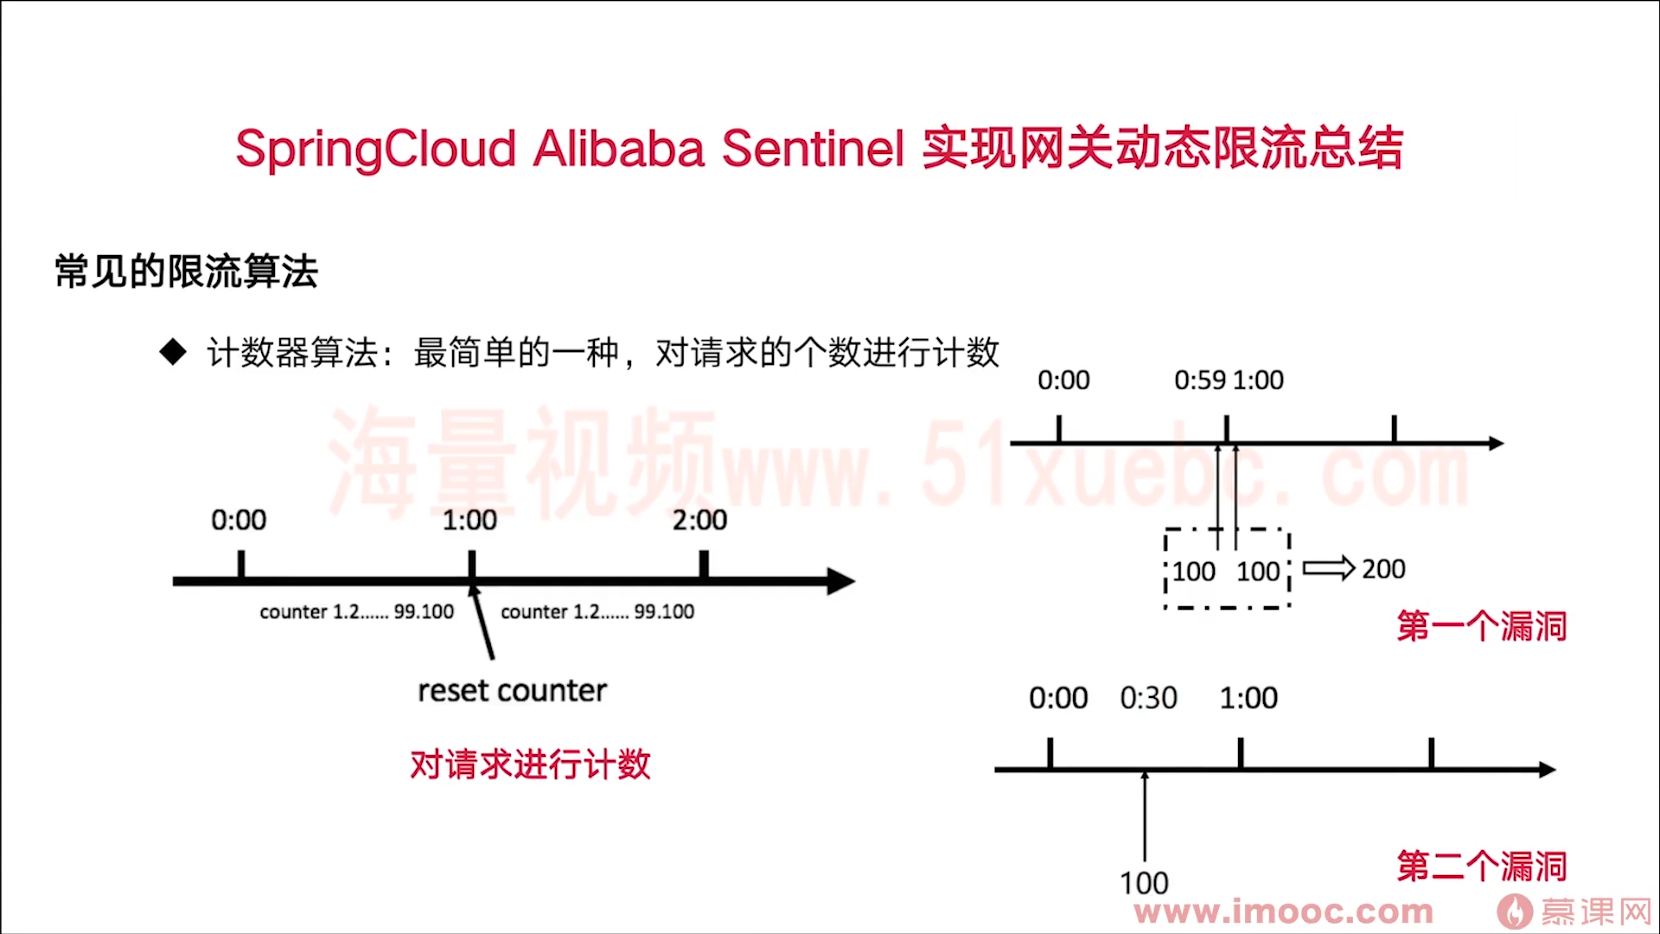 SpringCloud Alibaba Sentinel 实现网关动态限流总结
常见的限流算法
◆ 计数器算法：最简单的一种，对请求的个数进行计数
海量视频www.51xuebc.com
0:00 1:00 2:00
counter 1.2...... 99.100 counter 1.2...... 99.100
reset counter
对请求进行计数
0:00 0:59 1:00
100 100 200
第一个漏洞
0:00 0:30 1:00
100
第二个漏洞
www.imooc.com 慕课网